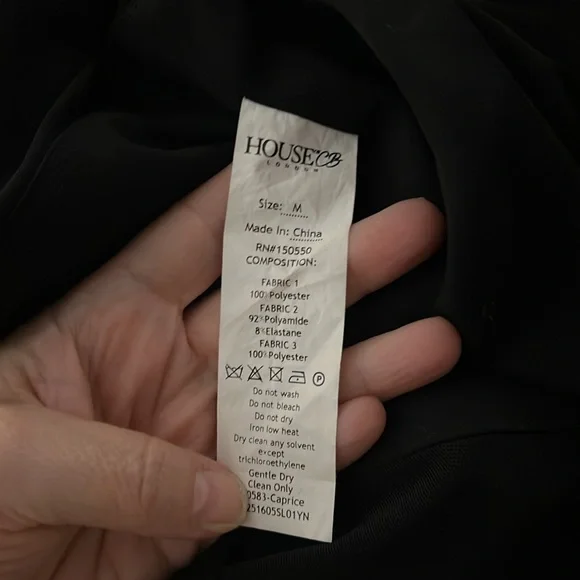 HOUSE OF CB
LONDON
Size: M
Made In: China
RN#150550
COMPOSITION:
FABRIC 1
100% Polyester
FABRIC 2
92% Polyamide
8% Elastane
FABRIC 3
100% Polyester
P
Do not wash
Do not bleach
Do not dry
Iron low heat
Dry clean any solvent
except
trichloroethylene
Gentle Dry
Clean Only
0583-Caprice
251605SL01YN